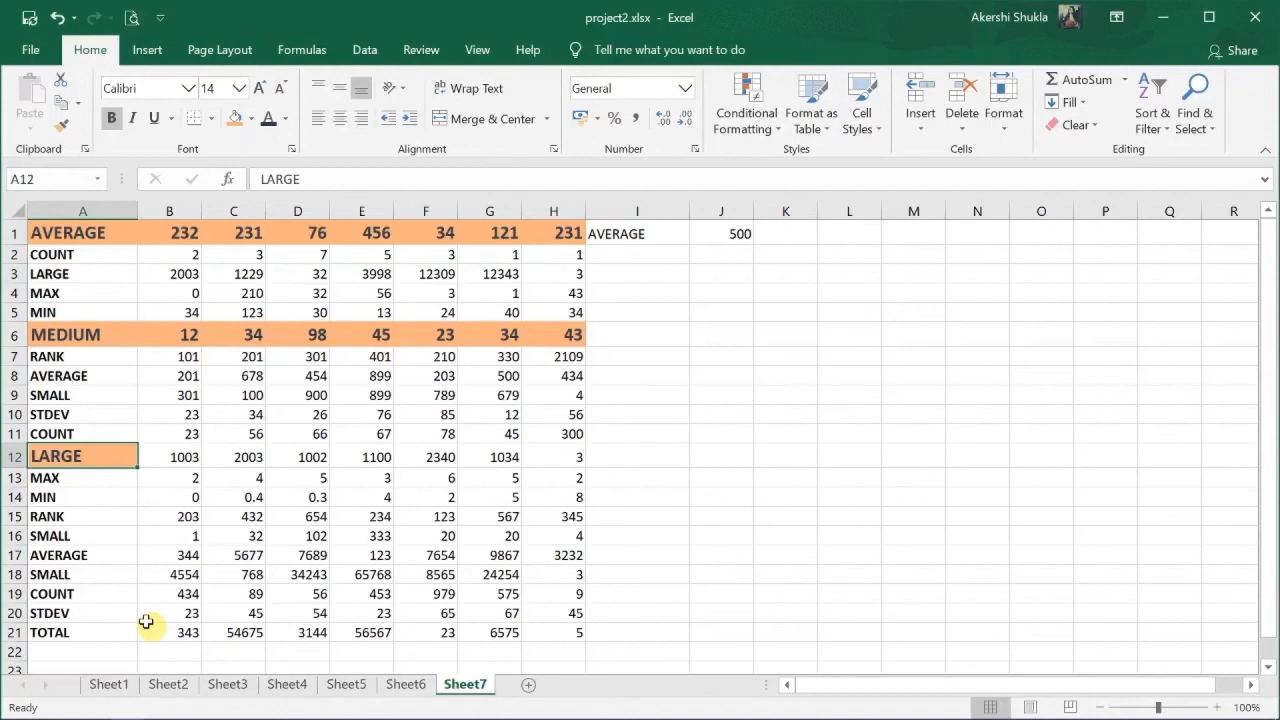 project2.xlsx - Excel
Akershi Shukla
File Home Insert Page Layout Formulas Data Review View Help Tell me what you want to do Share
Paste
Clipboard
Calibri 14 A A
B I U A
Font
ab Wrap Text
Merge & Center
Alignment
General
% , .00 .00
Number
Conditional Formatting
Format as Table
Cell Styles
Styles
Insert Delete Format
Cells
Σ AutoSum
Fill
Clear
Sort & Filter
Find & Select
Editing
A12 fx LARGE
A B C D E F G H I J K L M N O P Q R
1 AVERAGE 232 231 76 456 34 121 231 AVERAGE 500
2 COUNT 2 3 7 5 3 1 1
3 LARGE 2003 1229 32 3998 12309 12343 3
4 MAX 0 210 32 56 3 1 43
5 MIN 34 123 30 13 24 40 34
6 MEDIUM 12 34 98 45 23 34 43
7 RANK 101 201 301 401 210 330 2109
8 AVERAGE 201 678 454 899 203 500 434
9 SMALL 301 100 900 899 789 679 4
10 STDEV 23 34 26 76 85 12 56
11 COUNT 23 56 66 67 78 45 300
12 LARGE 1003 2003 1002 1100 2340 1034 3
13 MAX 2 4 5 3 6 5 2
14 MIN 0 0.4 0.3 4 2 5 8
15 RANK 203 432 654 234 123 567 345
16 SMALL 1 32 102 333 20 20 4
17 AVERAGE 344 5677 7689 123 7654 9867 3232
18 SMALL 4554 768 34243 65768 8565 24254 3
19 COUNT 434 89 56 453 979 575 9
20 STDEV 23 45 54 23 65 67 45
21 TOTAL 343 54675 3144 56567 23 6575 5
22
23
Sheet1 Sheet2 Sheet3 Sheet4 Sheet5 Sheet6 Sheet7
Ready 100%